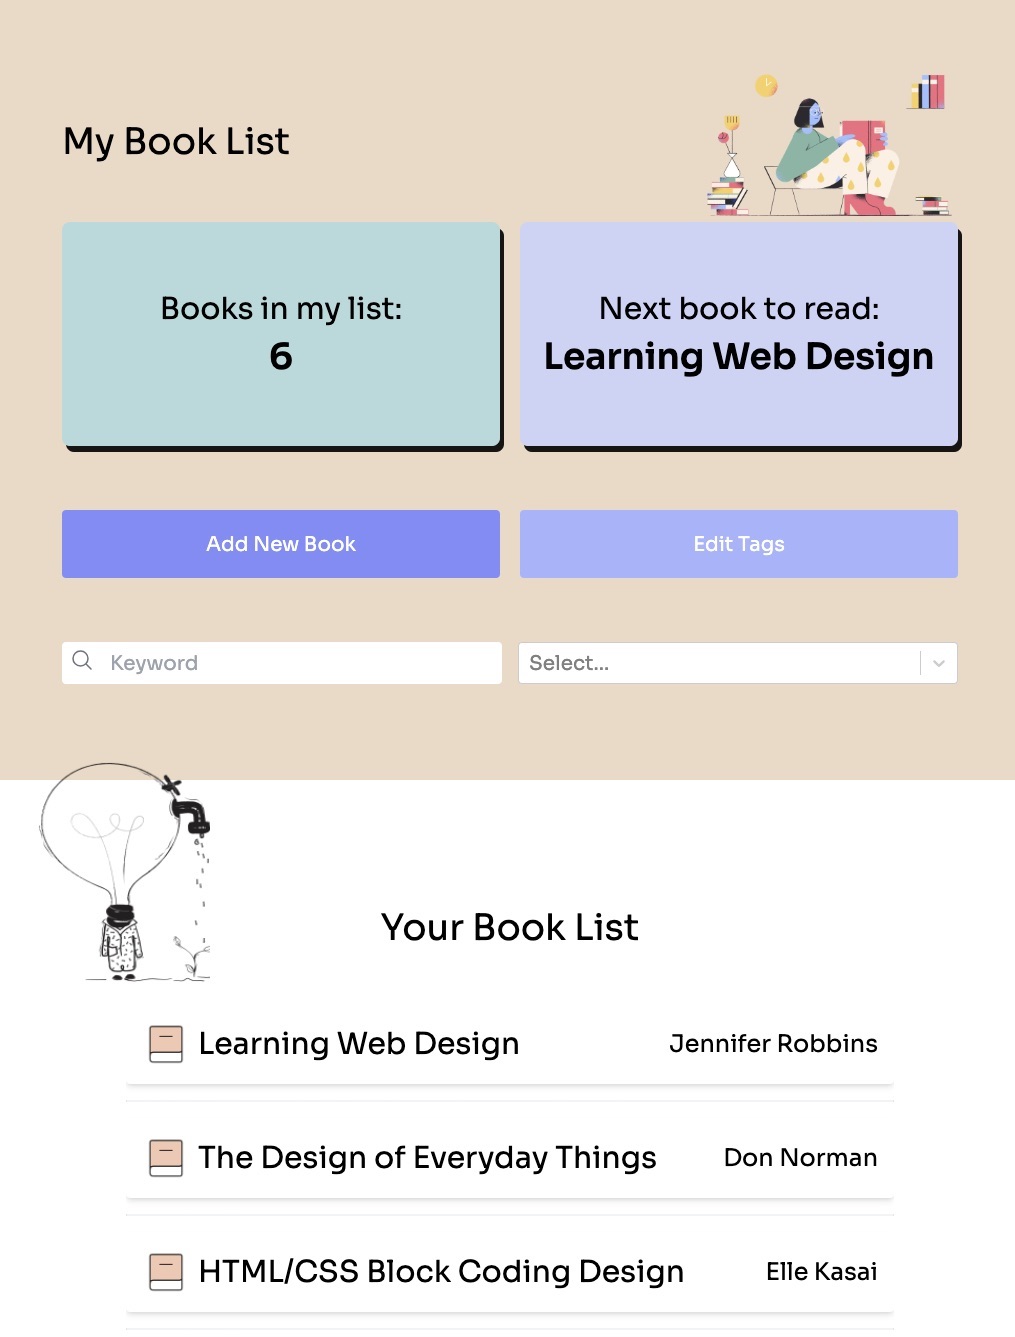 My Book List
Books in my list:
6
Next book to read:
Learning Web Design
Add New Book
Edit Tags
Keyword
Select...
Your Book List
Learning Web Design
Jennifer Robbins
The Design of Everyday Things
Don Norman
HTML/CSS Block Coding Design
Elle Kasai